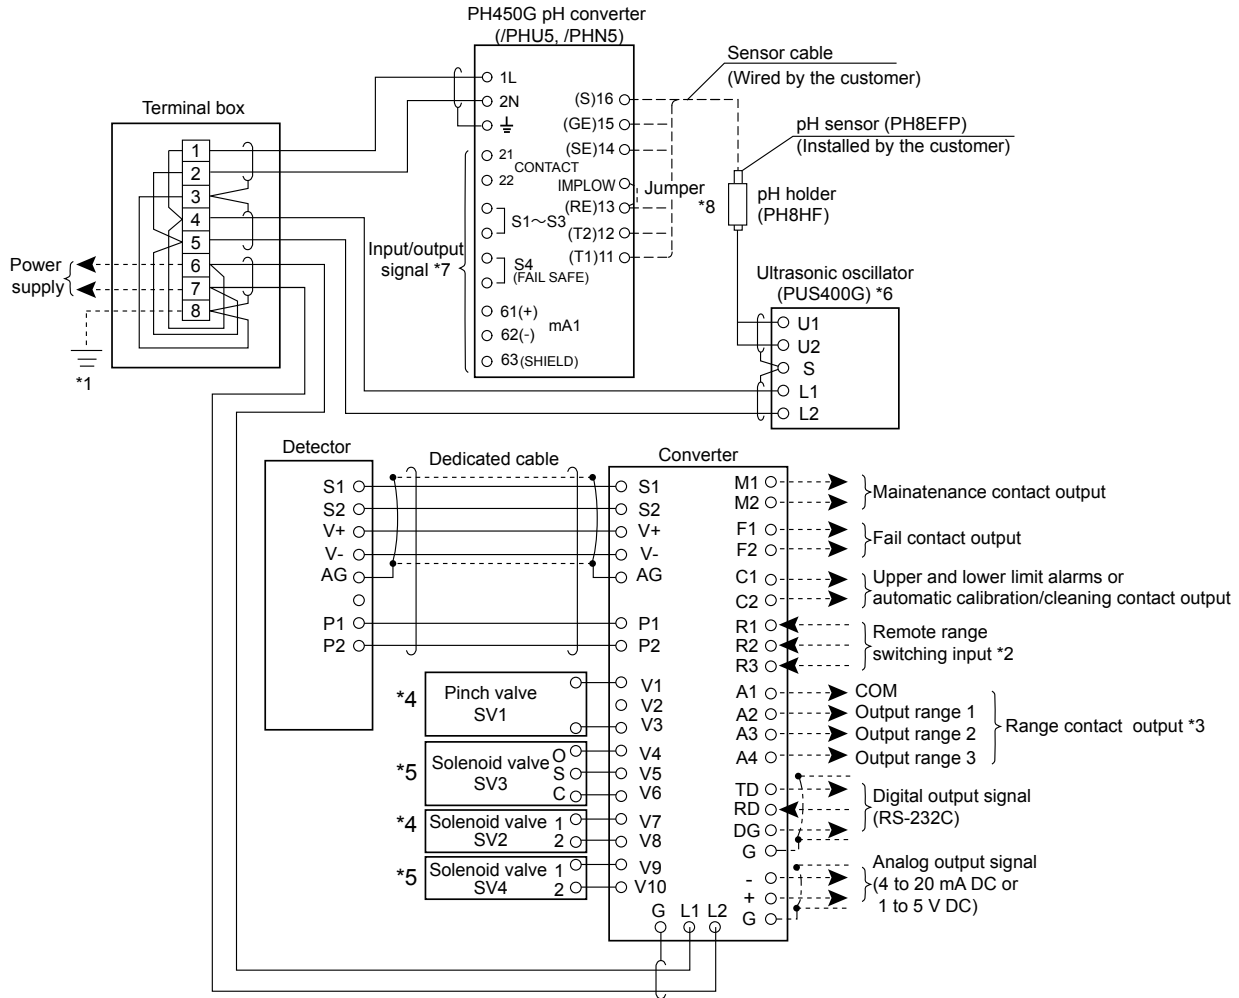 PH450G pH converter
(/PHU5, /PHN5)
Sensor cable
(Wired by the customer)
Terminal box
1L
2N
(S)16
(GE)15
(SE)14
IMPLOW
(RE)13
(T2)12
(T1)11
Jumper
*8
pH sensor (PH8EFP)
(Installed by the customer)
pH holder
(PH8HF)
1
2
3
4
5
6
7
8
Power
supply
*1
21
CONTACT
22
S1～S3
S4
(FAIL SAFE)
Input/output
signal *7
61(+)
62(-)
mA1
63(SHIELD)
Ultrasonic oscillator
(PUS400G) *6
U1
U2
S
L1
L2
Detector
Dedicated cable
Converter
S1
S2
V+
V-
AG
P1
P2
S1
S2
V+
V-
AG
P1
P2
*4
Pinch valve
SV1
V1
V2
V3
*5
Solenoid valve
SV3
O
S
C
V4
V5
V6
*4
Solenoid valve
SV2
1
2
V7
V8
*5
Solenoid valve
SV4
1
2
V9
V10
G L1 L2
M1
M2
Mainatenance contact output
F1
F2
Fail contact output
C1
C2
Upper and lower limit alarms or
automatic calibration/cleaning contact output
R1
R2
R3
Remote range
switching input *2
A1
COM
A2
Output range 1
A3
Output range 2
A4
Output range 3
Range contact output *3
TD
RD
DG
G
Digital output signal
(RS-232C)
-
+
G
Analog output signal
(4 to 20 mA DC or
1 to 5 V DC)